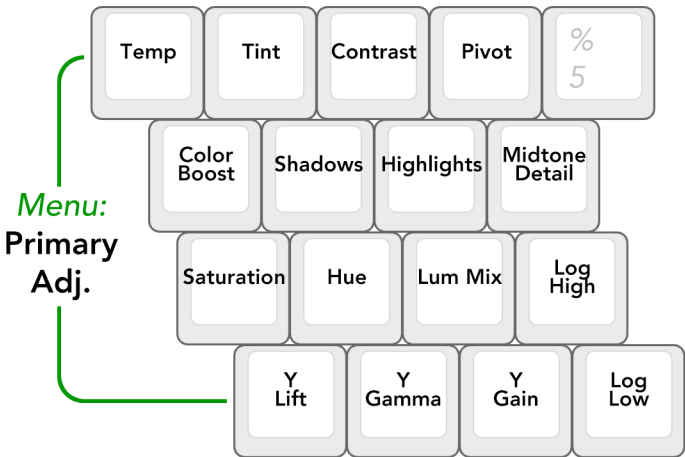 Temp
Tint
Contrast
Pivot
%
5
Color
Boost
Shadows
Highlights
Midtone
Detail
Menu:
Primary
Adj.
Saturation
Hue
Lum Mix
Log
High
Y
Lift
Y
Gamma
Y
Gain
Log
Low